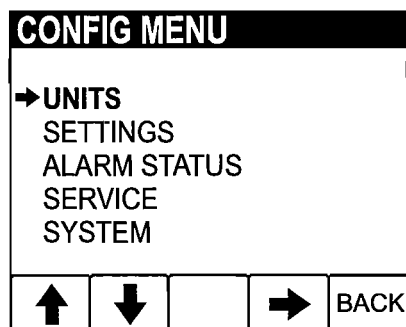 CONFIG MENU
UNITS
SETTINGS
ALARM STATUS
SERVICE
SYSTEM
BACK